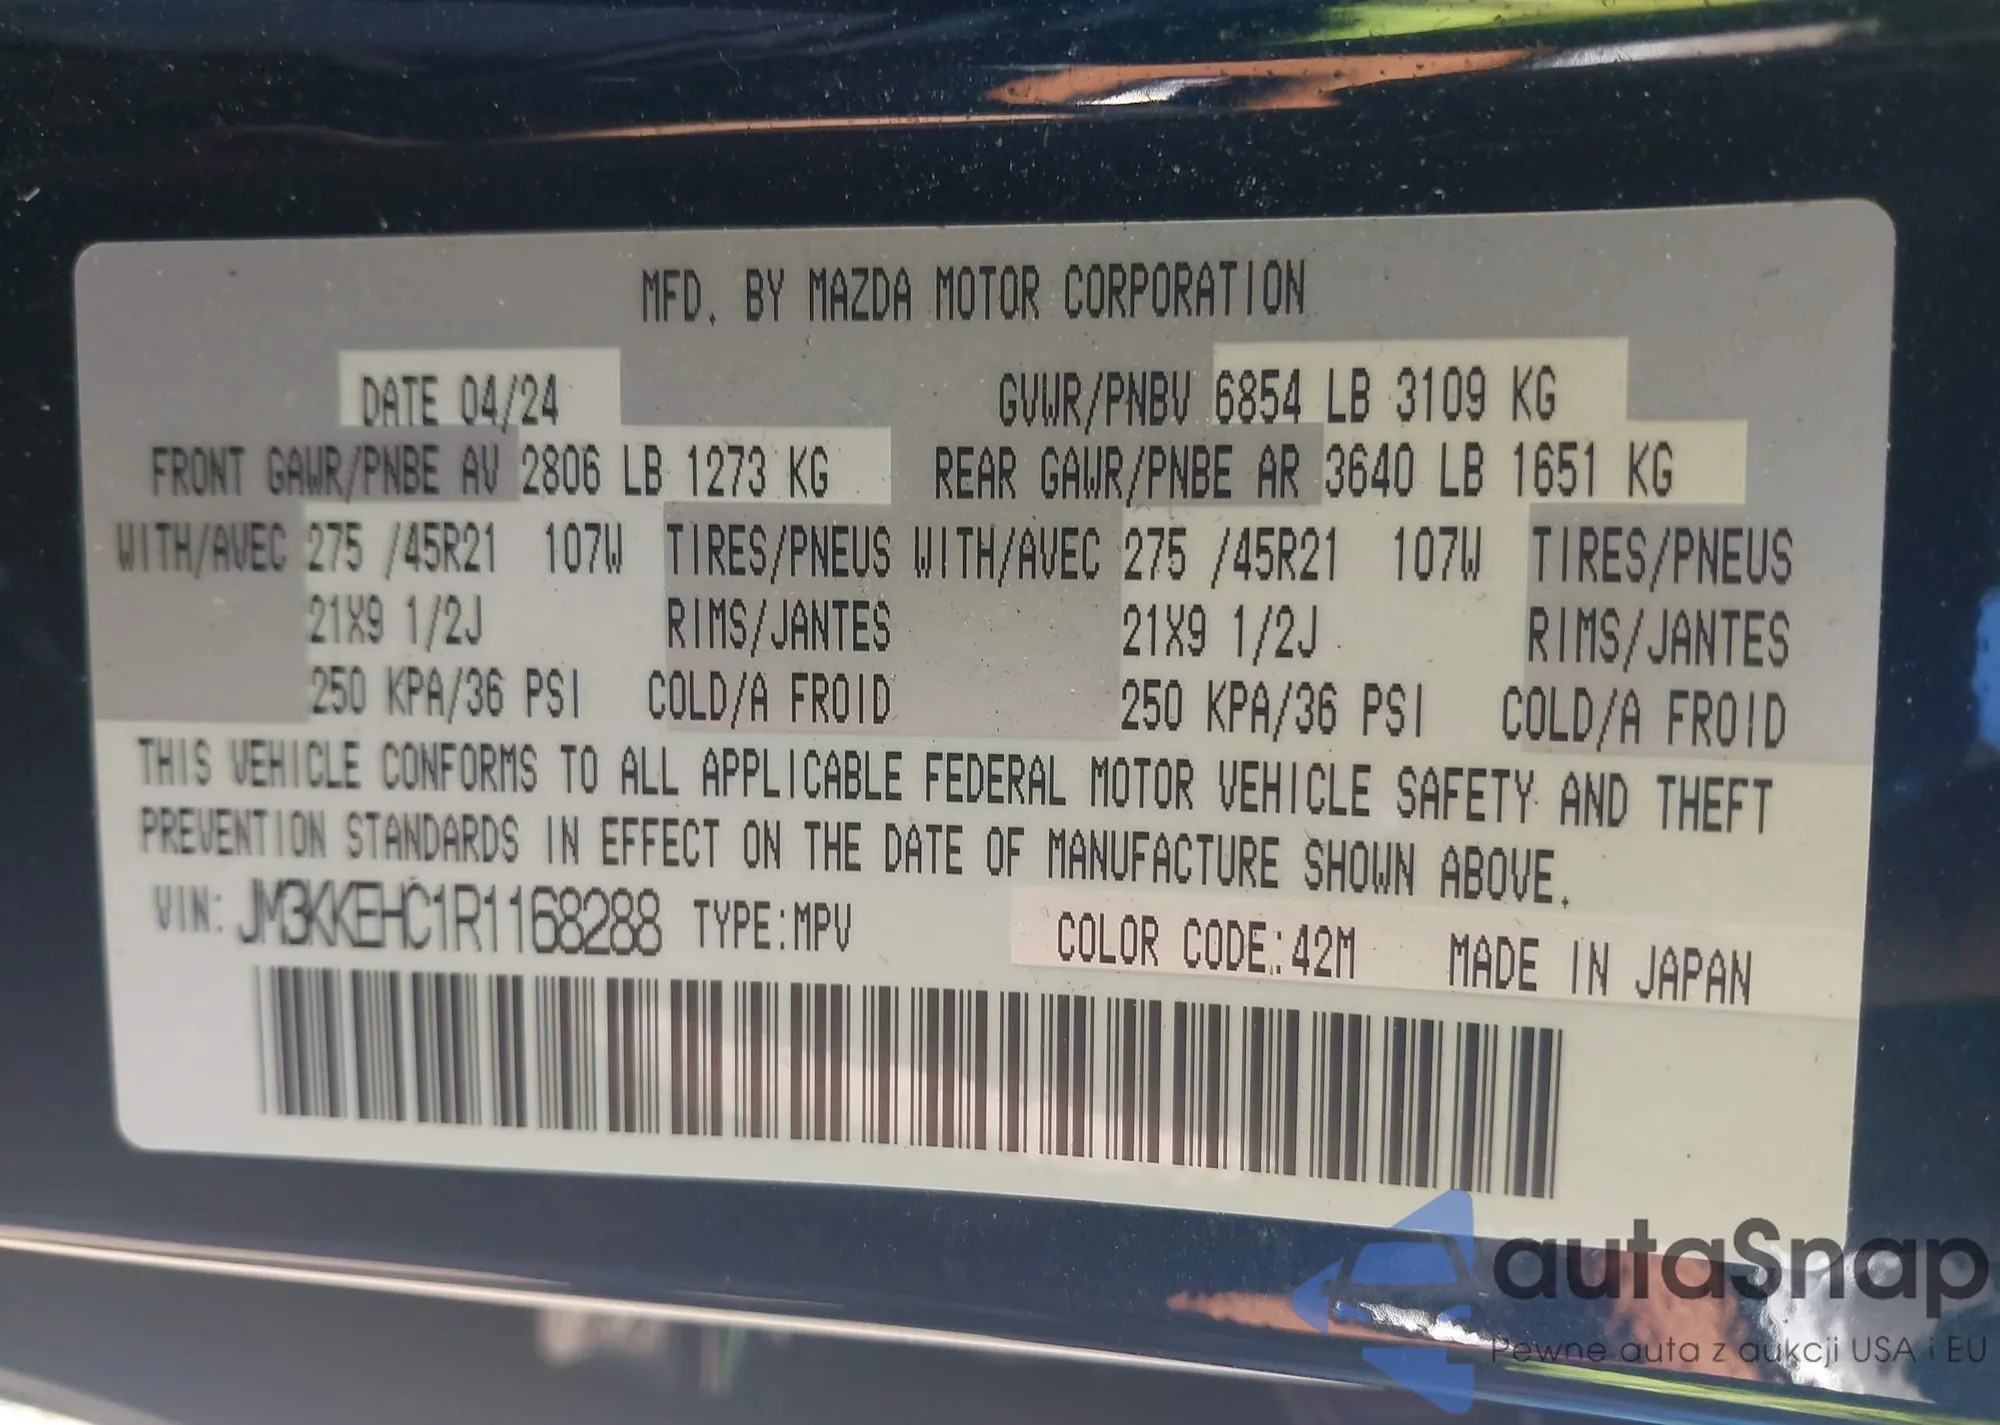 MFD. BY MAZDA MOTOR CORPORATION
DATE 04/24 GVWR/PNBV 6854 LB 3109 KG
FRONT GAWR/PNBE AV 2806 LB 1273 KG REAR GAWR/PNBE AR 3640 LB 1651 KG
WITH/AVEC 275 /45R21 107W TIRES/PNEUS WITH/AVEC 275 /45R21 107W TIRES/PNEUS
21X9 1/2J RIMS/JANTES 21X9 1/2J RIMS/JANTES
250 KPA/36 PSI COLD/A FROID 250 KPA/36 PSI COLD/A FROID
THIS VEHICLE CONFORMS TO ALL APPLICABLE FEDERAL MOTOR VEHICLE SAFETY AND THEFT
PREVENTION STANDARDS IN EFFECT ON THE DATE OF MANUFACTURE SHOWN ABOVE.
VIN: JM3KKEHC1R1168288 TYPE:MPV COLOR CODE:42M MADE IN JAPAN
autaSnap
Pewne auta z aukcji USA i EU